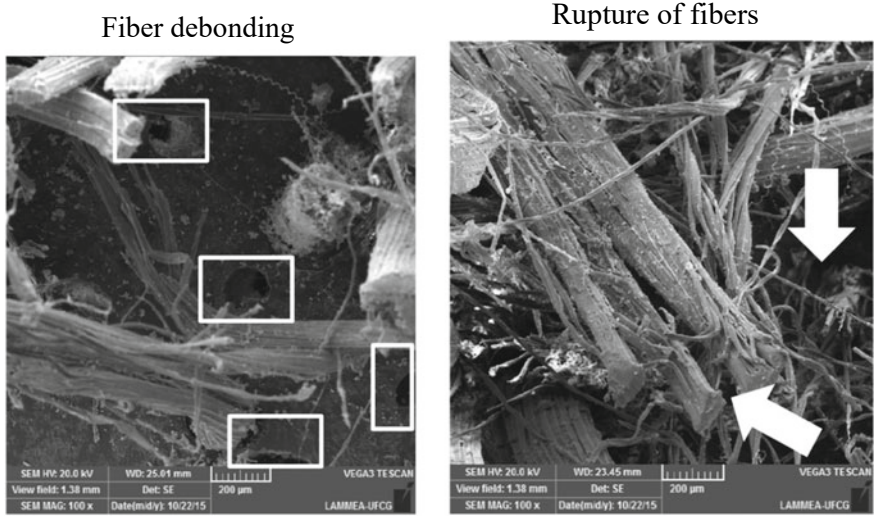 Fiber debonding
Rupture of fibers
SEM HV: 20.0 kV
WD: 25.01 mm
VEGA3 TESCAN
View field: 1.38 mm
Det: SE
200 µm
SEM MAG: 100 x
Date(m/d/y): 10/22/15
LAMMEA-UFCG
SEM HV: 20.0 kV
WD: 23.45 mm
VEGA3 TESCAN
View field: 1.38 mm
Det: SE
200 µm
SEM MAG: 100 x
Date(m/d/y): 10/22/15
LAMMEA-UFCG